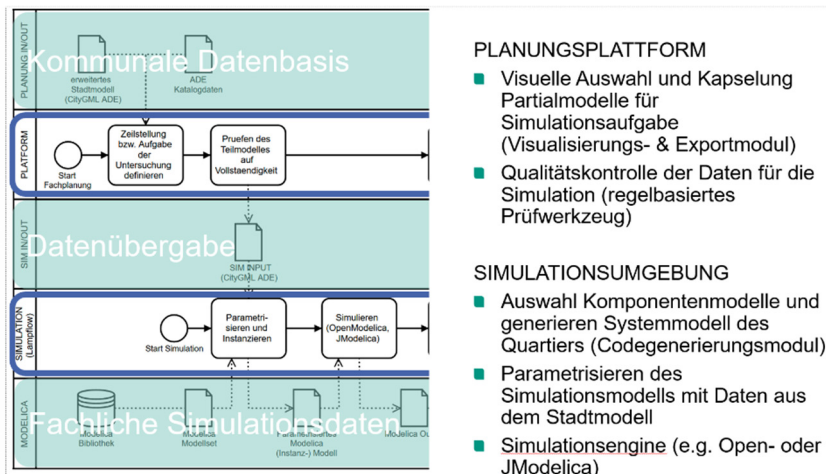 PLANUNG IN/OUT
Kommunale Datenbasis
erweitertes
Stadtmodell
(CityGML ADE)
ADE
Katalogdaten
PLATFORM
Start
Fachplanung
Zeilstellung
bzw. Aufgabe
der
Untersuchung
definieren
Pruefen des
Teilmodelles
auf
Vollstaendigkeit
SIM IN/OUT
Datenübergabe
SIM INPUT
(CityGML ADE)
SIMULATION
(Lampflow)
Start Simulation
Parametri-
sieren und
Instanzieren
Simulieren
(OpenModelica,
JModelica)
MODELICA
Fachliche Simulationsdaten
Modelica
Bibliothek
Modelica
Modellset
Parametrisiertes
Modelica
(Instanz-) Modell
Modelica Ou
PLANUNGSPLATTFORM
Visuelle Auswahl und Kapselung
Partialmodelle für
Simulationsaufgabe
(Visualisierungs- & Exportmodul)
Qualitätskontrolle der Daten für die
Simulation (regelbasiertes
Prüfwerkzeug)
SIMULATIONSUMGEBUNG
Auswahl Komponentenmodelle und
generieren Systemmodell des
Quartiers (Codegenerierungsmodul)
Parametrisieren des
Simulationsmodells mit Daten aus
dem Stadtmodell
Simulationsengine (e.g. Open- oder
JModelica)